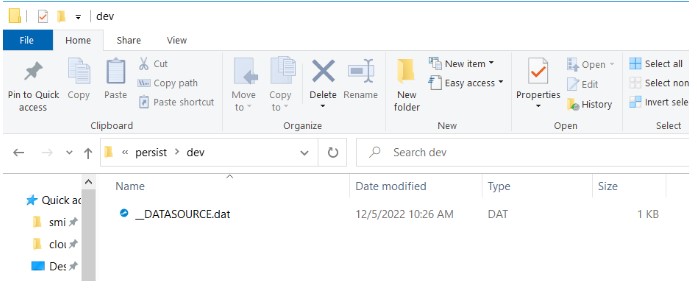 dev
File Home Share View
Pin to Quick access
Copy
Paste
Cut
Copy path
Paste shortcut
Clipboard
Move to
Copy to
Delete
Rename
Organize
New folder
New item
Easy access
New
Properties
Open
Edit
History
Open
Select all
Select non
Invert selec
Select
« persist > dev
Search dev
Name Date modified Type Size
Quick ac
smi
clou
Des
__DATASOURCE.dat 12/5/2022 10:26 AM DAT 1 KB